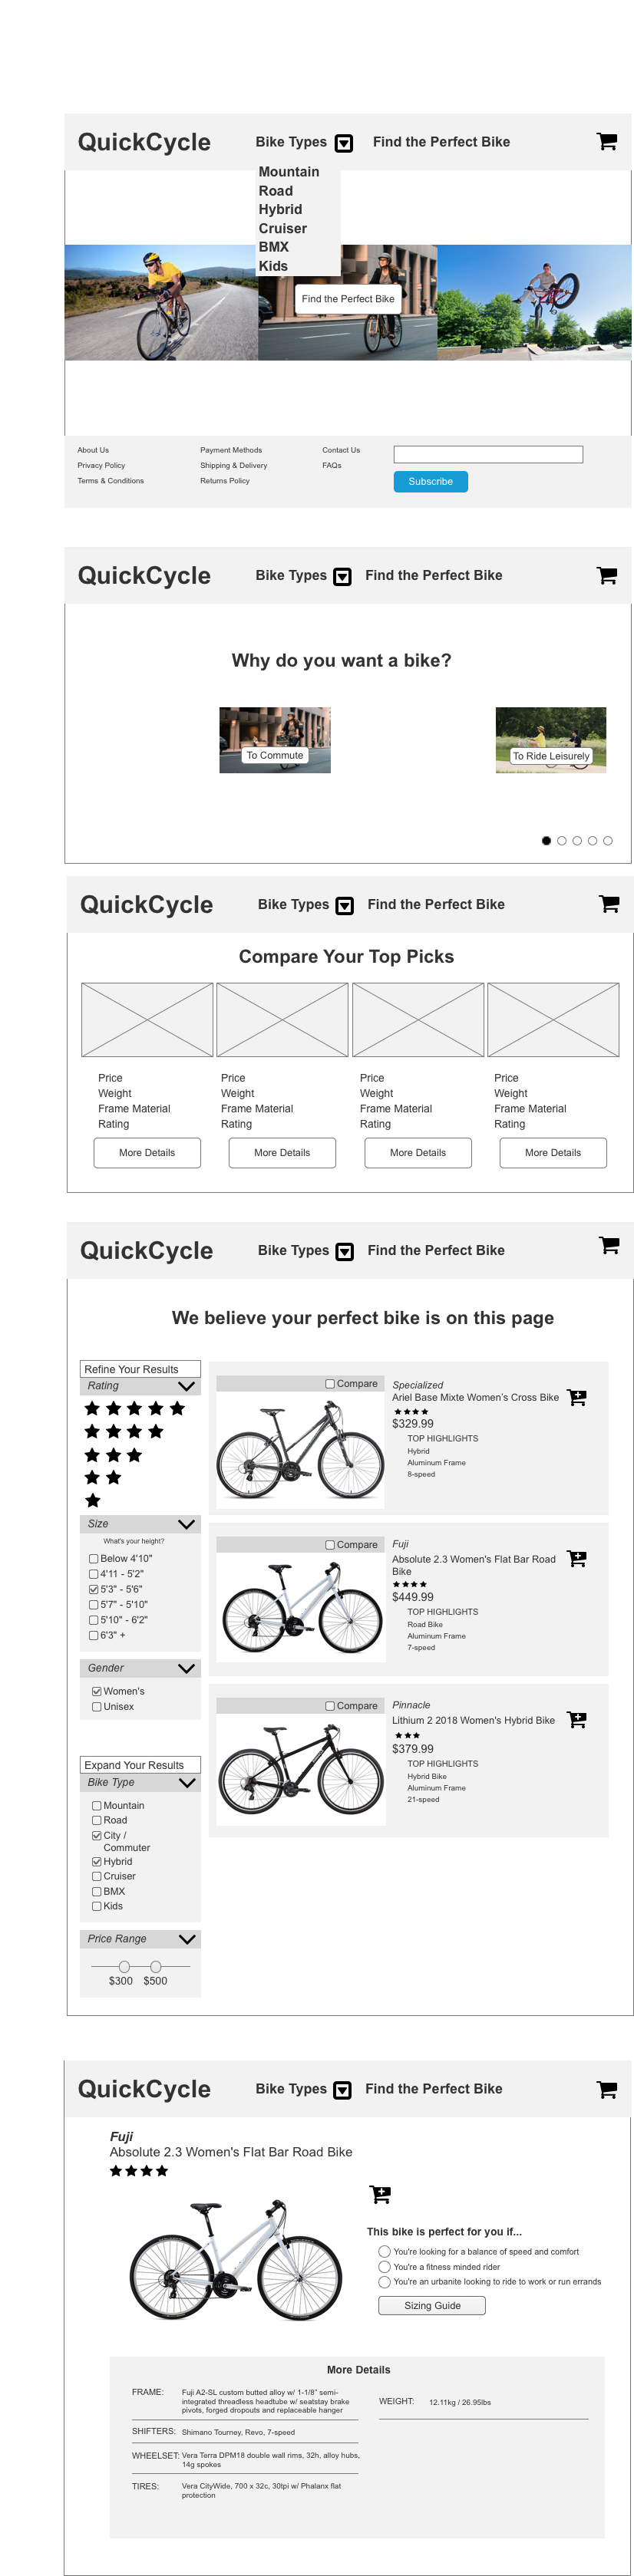 QuickCycle
Bike Types
Find the Perfect Bike
Mountain
Road
Hybrid
Cruiser
BMX
Kids
Find the Perfect Bike
About Us
Privacy Policy
Terms & Conditions
Payment Methods
Shipping & Delivery
Returns Policy
Contact Us
FAQs
Subscribe
QuickCycle
Bike Types
Find the Perfect Bike
Why do you want a bike?
To Commute
To Ride Leisurely
QuickCycle
Bike Types
Find the Perfect Bike
Compare Your Top Picks
Price
Weight
Frame Material
Rating
More Details
Price
Weight
Frame Material
Rating
More Details
Price
Weight
Frame Material
Rating
More Details
Price
Weight
Frame Material
Rating
More Details
QuickCycle
Bike Types
Find the Perfect Bike
We believe your perfect bike is on this page
Refine Your Results
Rating
Size
What's your height?
Below 4'10"
4'11 - 5'2"
5'3" - 5'6"
5'7" - 5'10"
5'10" - 6'2"
6'3" +
Gender
Women's
Unisex
Expand Your Results
Bike Type
Mountain
Road
City /
Commuter
Hybrid
Cruiser
BMX
Kids
Price Range
$300
$500
Compare
Specialized
Ariel Base Mixte Women's Cross Bike
$329.99
TOP HIGHLIGHTS
Hybrid
Aluminum Frame
8-speed
Compare
Fuji
Absolute 2.3 Women's Flat Bar Road
Bike
$449.99
TOP HIGHLIGHTS
Road Bike
Aluminum Frame
7-speed
Compare
Pinnacle
Lithium 2 2018 Women's Hybrid Bike
$379.99
TOP HIGHLIGHTS
Hybrid Bike
Aluminum Frame
21-speed
QuickCycle
Bike Types
Find the Perfect Bike
Fuji
Absolute 2.3 Women's Flat Bar Road Bike
This bike is perfect for you if...
You're looking for a balance of speed and comfort
You're a fitness minded rider
You're an urbanite looking to ride to work or run errands
Sizing Guide
More Details
FRAME: Fuji A2-SL custom butted alloy w/ 1-1/8" semi-
integrated threadless headtube w/ seatstay brake
pivots, forged dropouts and replaceable hanger
SHIFTERS: Shimano Tourney, Revo, 7-speed
WHEELSET: Vera Terra DPM18 double wall rims, 32h, alloy hubs,
14g spokes
TIRES: Vera CityWide, 700 x 32c, 30tpi w/ Phalanx flat
protection
WEIGHT: 12.11kg / 26.95lbs